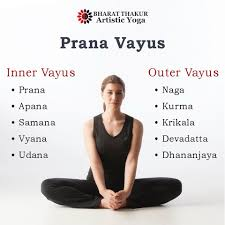 BHARAT THAKUR
Artistic Yoga
Prana Vayus
Inner Vayus
• Prana
• Apana
• Samana
• Vyana
• Udana
Outer Vayus
• Naga
• Kurma
• Krikala
• Devadatta
• Dhananjaya